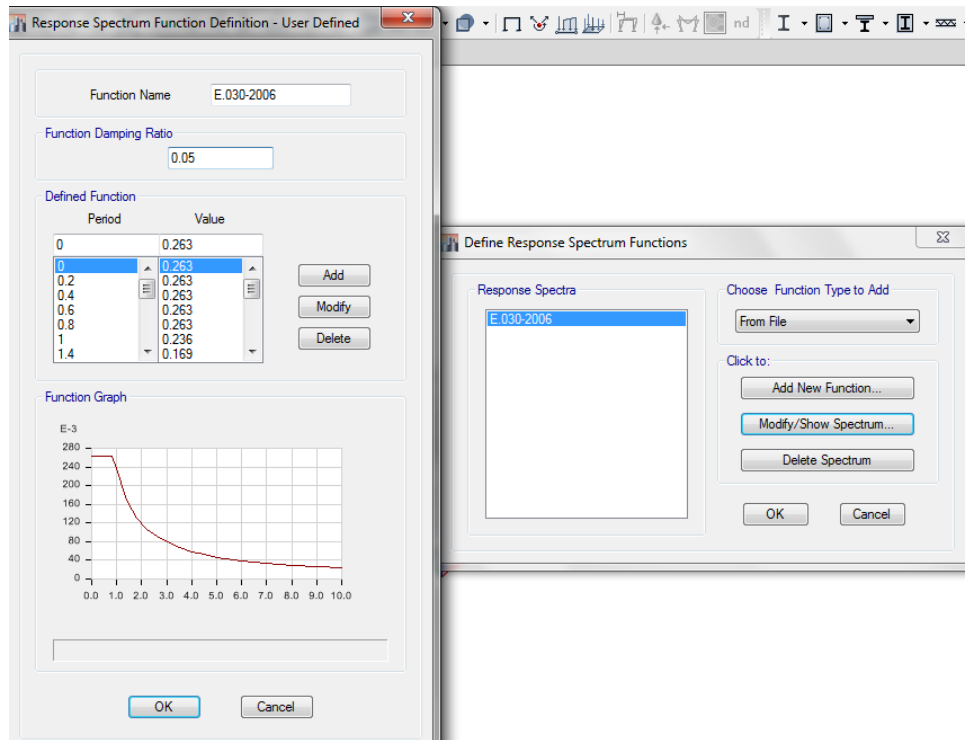 Response Spectrum Function Definition - User Defined
nd
Function Name E.030-2006
Function Damping Ratio
0.05
Defined Function
Period Value
0 0.263
0 0.263
0.2 0.263
0.4 0.263
0.6 0.263
0.8 0.263
1 0.236
1.4 0.169
Add
Modify
Delete
Function Graph
E-3
280
240
200
160
120
80
40
0
0.0 1.0 2.0 3.0 4.0 5.0 6.0 7.0 8.0 9.0 10.0
OK Cancel
Define Response Spectrum Functions
Response Spectra
E.030-2006
Choose Function Type to Add
From File
Click to:
Add New Function...
Modify/Show Spectrum...
Delete Spectrum
OK Cancel